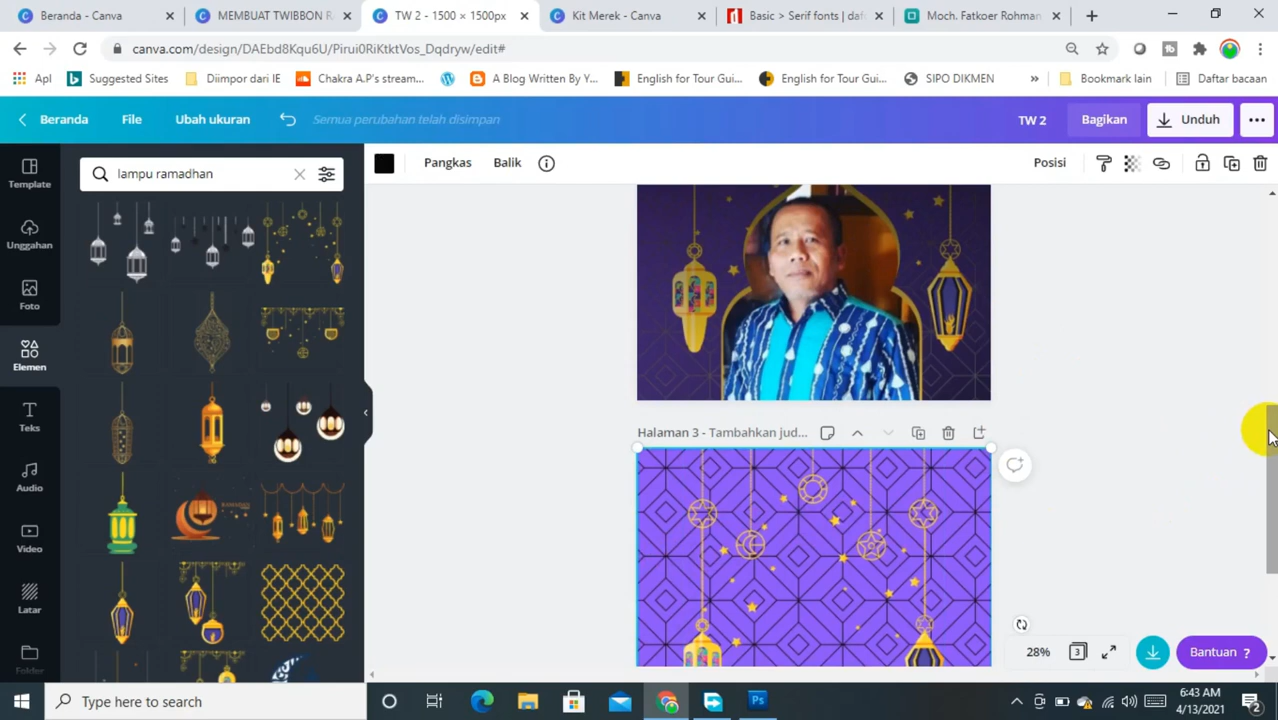 Beranda - Canva
MEMBUAT TWIBBON R
TW 2 - 1500 × 1500px
Kit Merek - Canva
Basic > Serif fonts | daf
Moch. Fatkoer Rohman
canva.com/design/DAEbd8Kqu6U/Pirui0RiKtktVos_Dqdryw/edit#
Apl
Suggested Sites
Diimpor dari IE
Chakra A.P's stream...
A Blog Written By Y...
English for Tour Gui...
English for Tour Gui...
SIPO DIKMEN
Bookmark lain
Daftar bacaan
Beranda
File
Ubah ukuran
Semua perubahan telah disimpan
TW 2
Bagikan
Unduh
lampu ramadhan
Pangkas
Balik
Posisi
Template
Unggahan
Foto
Elemen
Teks
Audio
Video
Latar
Folder
Halaman 3 - Tambahkan jud...
28%
3
Bantuan ?
Type here to search
Ps
6:43 AM
4/13/2021
2